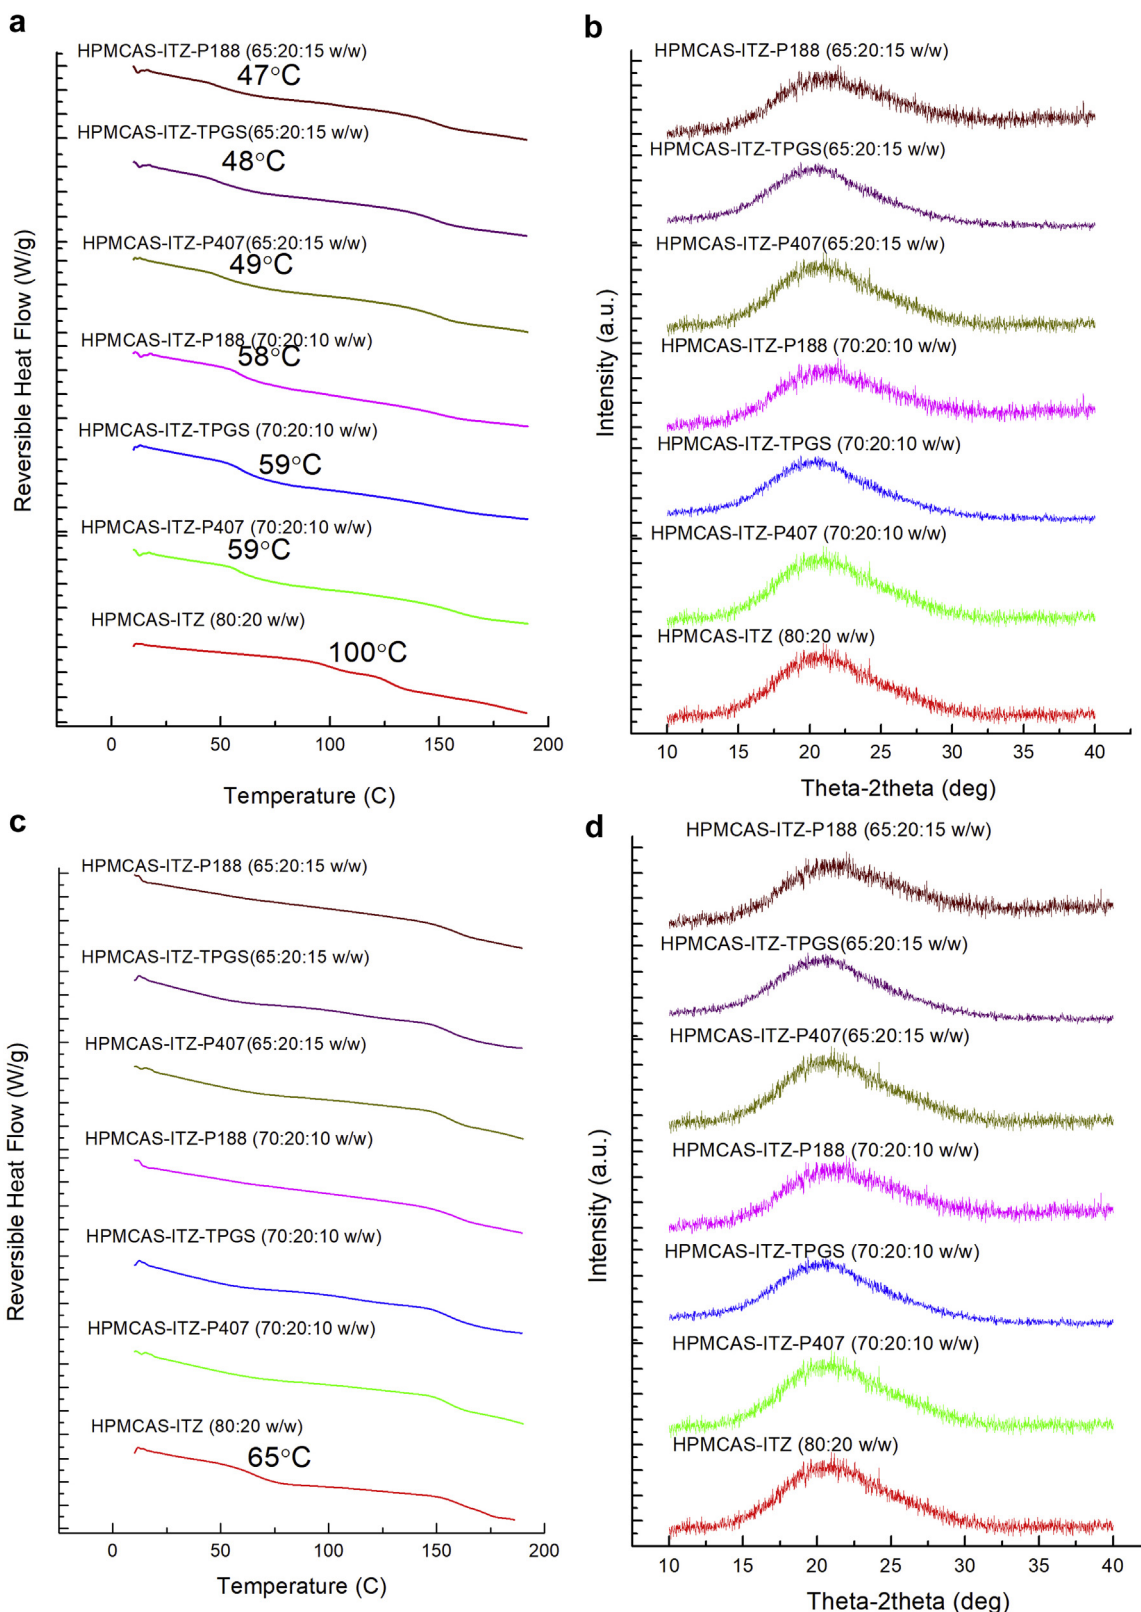 a
HPMCAS-ITZ-P188 (65:20:15 w/w)
47°C
HPMCAS-ITZ-TPGS(65:20:15 w/w)
48°C
HPMCAS-ITZ-P407(65:20:15 w/w)
49°C
HPMCAS-ITZ-P188 (70:20:10 w/w)
58°C
HPMCAS-ITZ-TPGS (70:20:10 w/w)
59°C
HPMCAS-ITZ-P407 (70:20:10 w/w)
59°C
HPMCAS-ITZ (80:20 w/w)
100°C
Reversible Heat Flow (W/g)
0 50 100 150 200
Temperature (C)
b
HPMCAS-ITZ-P188 (65:20:15 w/w)
HPMCAS-ITZ-TPGS(65:20:15 w/w)
HPMCAS-ITZ-P407(65:20:15 w/w)
HPMCAS-ITZ-P188 (70:20:10 w/w)
HPMCAS-ITZ-TPGS (70:20:10 w/w)
HPMCAS-ITZ-P407 (70:20:10 w/w)
HPMCAS-ITZ (80:20 w/w)
Intensity (a.u.)
10 15 20 25 30 35 40
Theta-2theta (deg)
c
HPMCAS-ITZ-P188 (65:20:15 w/w)
HPMCAS-ITZ-TPGS(65:20:15 w/w)
HPMCAS-ITZ-P407(65:20:15 w/w)
HPMCAS-ITZ-P188 (70:20:10 w/w)
HPMCAS-ITZ-TPGS (70:20:10 w/w)
HPMCAS-ITZ-P407 (70:20:10 w/w)
HPMCAS-ITZ (80:20 w/w)
65°C
Reversible Heat Flow (W/g)
0 50 100 150 200
Temperature (C)
d
HPMCAS-ITZ-P188 (65:20:15 w/w)
HPMCAS-ITZ-TPGS(65:20:15 w/w)
HPMCAS-ITZ-P407(65:20:15 w/w)
HPMCAS-ITZ-P188 (70:20:10 w/w)
HPMCAS-ITZ-TPGS (70:20:10 w/w)
HPMCAS-ITZ-P407 (70:20:10 w/w)
HPMCAS-ITZ (80:20 w/w)
Intensity (a.u.)
10 15 20 25 30 35 40
Theta-2theta (deg)